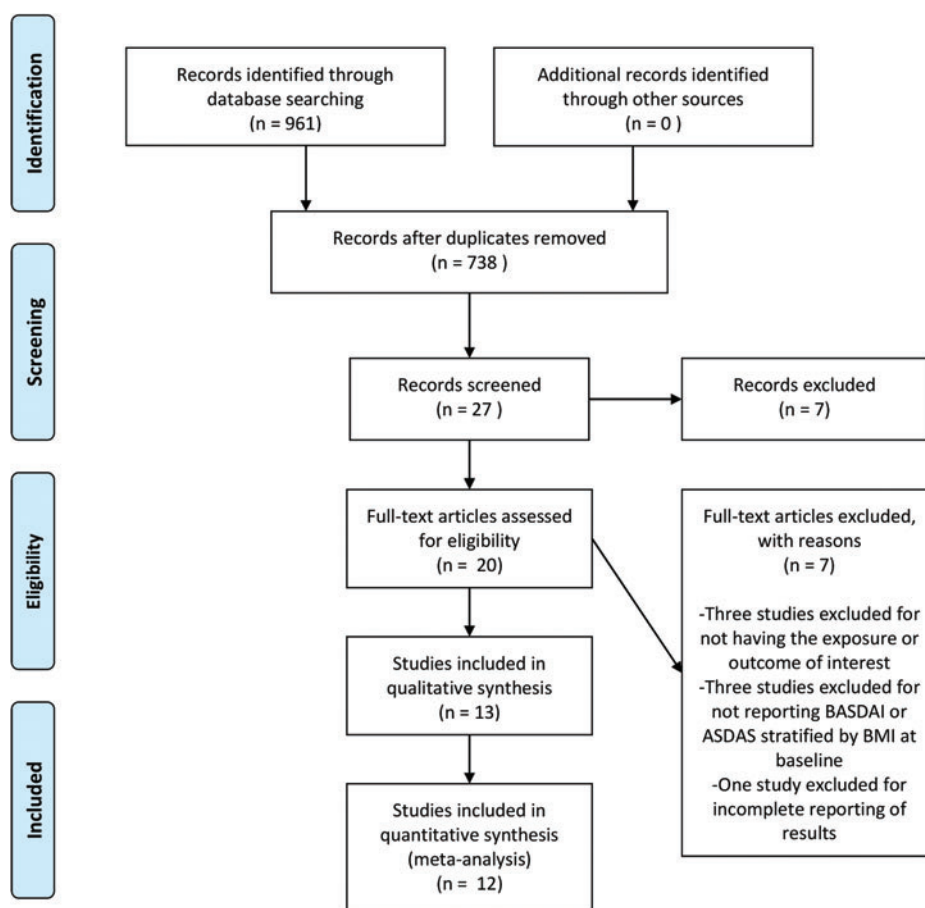 Identification
Records identified through
database searching
(n = 961)
Additional records identified
through other sources
(n = 0 )
Records after duplicates removed
(n = 738 )
Screening
Records screened
(n = 27 )
Records excluded
(n = 7)
Eligibility
Full-text articles assessed
for eligibility
(n = 20)
Full-text articles excluded,
with reasons
(n = 7)
-Three studies excluded for
not having the exposure or
outcome of interest
-Three studies excluded for
not reporting BASDAI or
ASDAS stratified by BMI at
baseline
-One study excluded for
incomplete reporting of
results
Studies included in
qualitative synthesis
(n = 13)
Included
Studies included in
quantitative synthesis
(meta-analysis)
(n = 12)